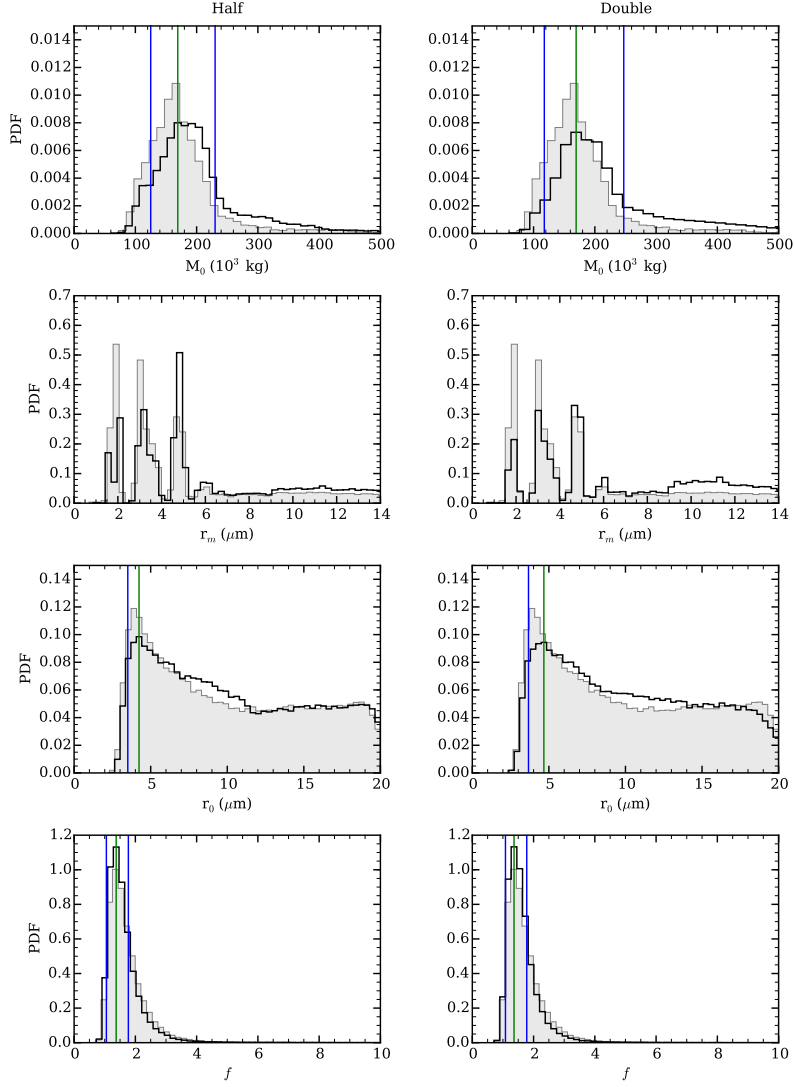 Half Double
0.014 0.014
0.012 0.012
0.010 0.010
PDF
0.008 0.008
0.006 0.006
0.004 0.004
0.002 0.002
0.000 0.000
0 100 200 300 400 500 0 100 200 300 400 500
M₀ (10³ kg) M₀ (10³ kg)
0.7 0.7
0.6 0.6
0.5 0.5
PDF
0.4 0.4
0.3 0.3
0.2 0.2
0.1 0.1
0.0 0.0
0 2 4 6 8 10 12 14 0 2 4 6 8 10 12 14
rₘ (μm) rₘ (μm)
0.14 0.14
0.12 0.12
0.10 0.10
PDF
0.08 0.08
0.06 0.06
0.04 0.04
0.02 0.02
0.00 0.00
0 5 10 15 20 0 5 10 15 20
r₀ (μm) r₀ (μm)
1.2 1.2
1.0 1.0
0.8 0.8
PDF
0.6 0.6
0.4 0.4
0.2 0.2
0.0 0.0
0 2 4 6 8 10 0 2 4 6 8 10
f f